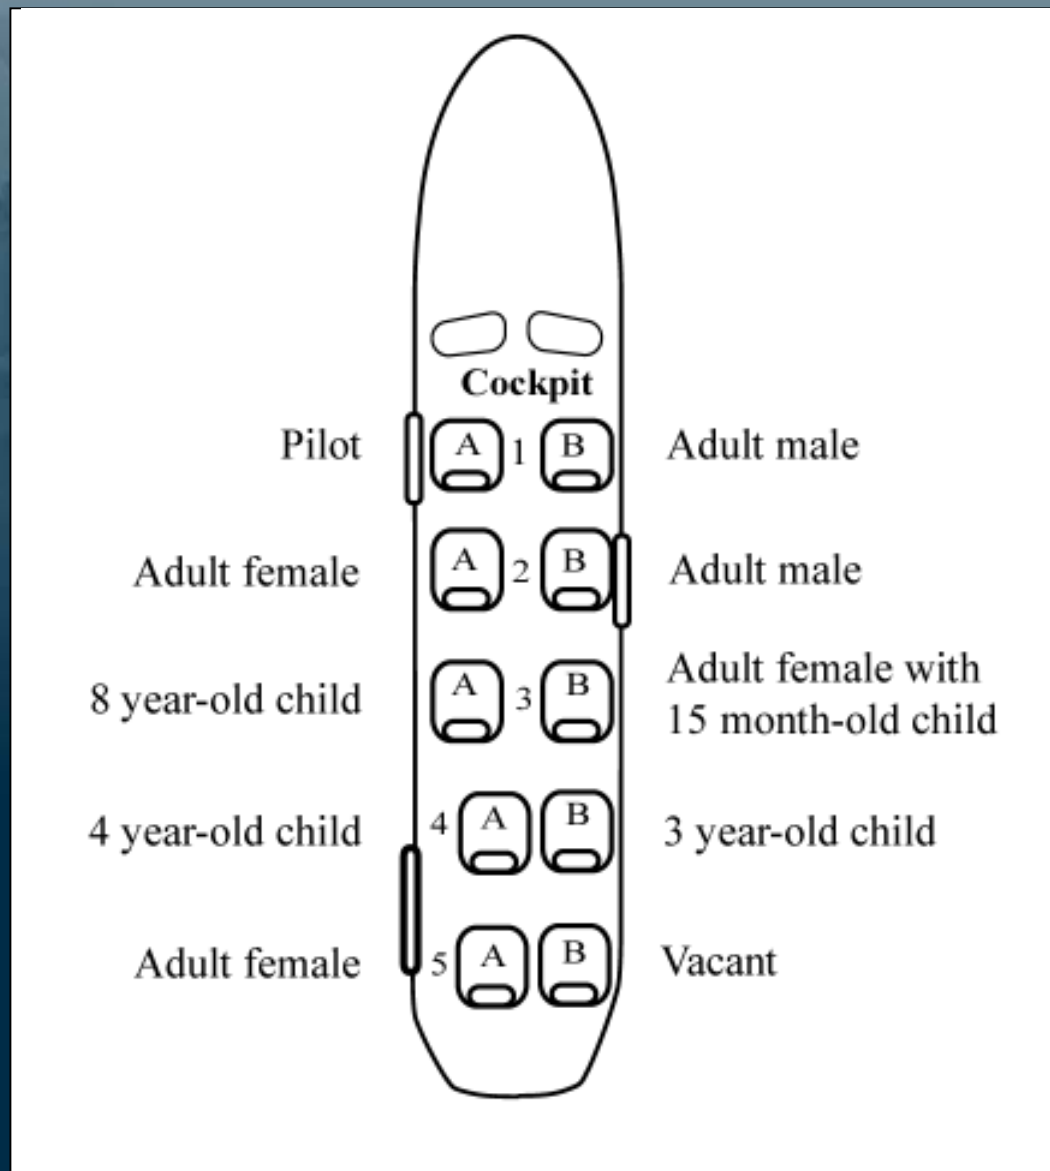 Cockpit
Pilot A 1 B Adult male
Adult female A 2 B Adult male
8 year-old child A 3 B Adult female with
15 month-old child
4 year-old child 4 A B 3 year-old child
Adult female 5 A B Vacant